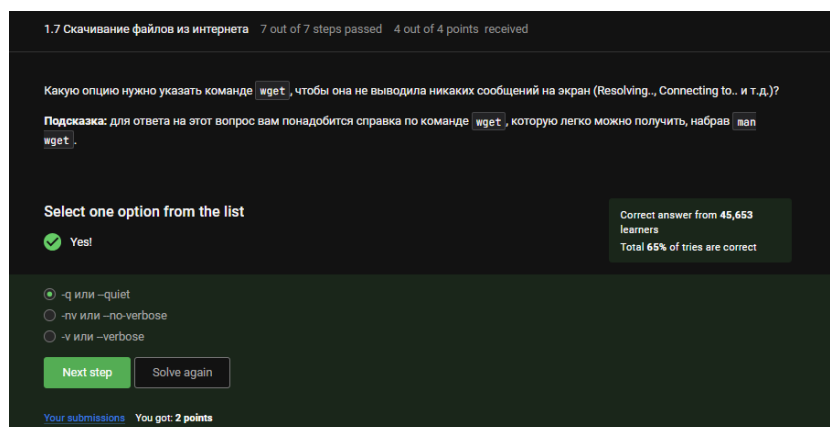 1.7 Скачивание файлов из интернета 7 out of 7 steps passed 4 out of 4 points received
Какую опцию нужно указать команде wget, чтобы она не выводила никаких сообщений на экран (Resolving.., Connecting to.. и т.д.)?
Подсказка: для ответа на этот вопрос вам понадобится справка по команде wget, которую легко можно получить, набрав man
wget.
Select one option from the list
Yes!
Correct answer from 45,653
learners
Total 65% of tries are correct
-q или –quiet
-nv или –no-verbose
-v или –verbose
Next step Solve again
Your submissions You got: 2 points